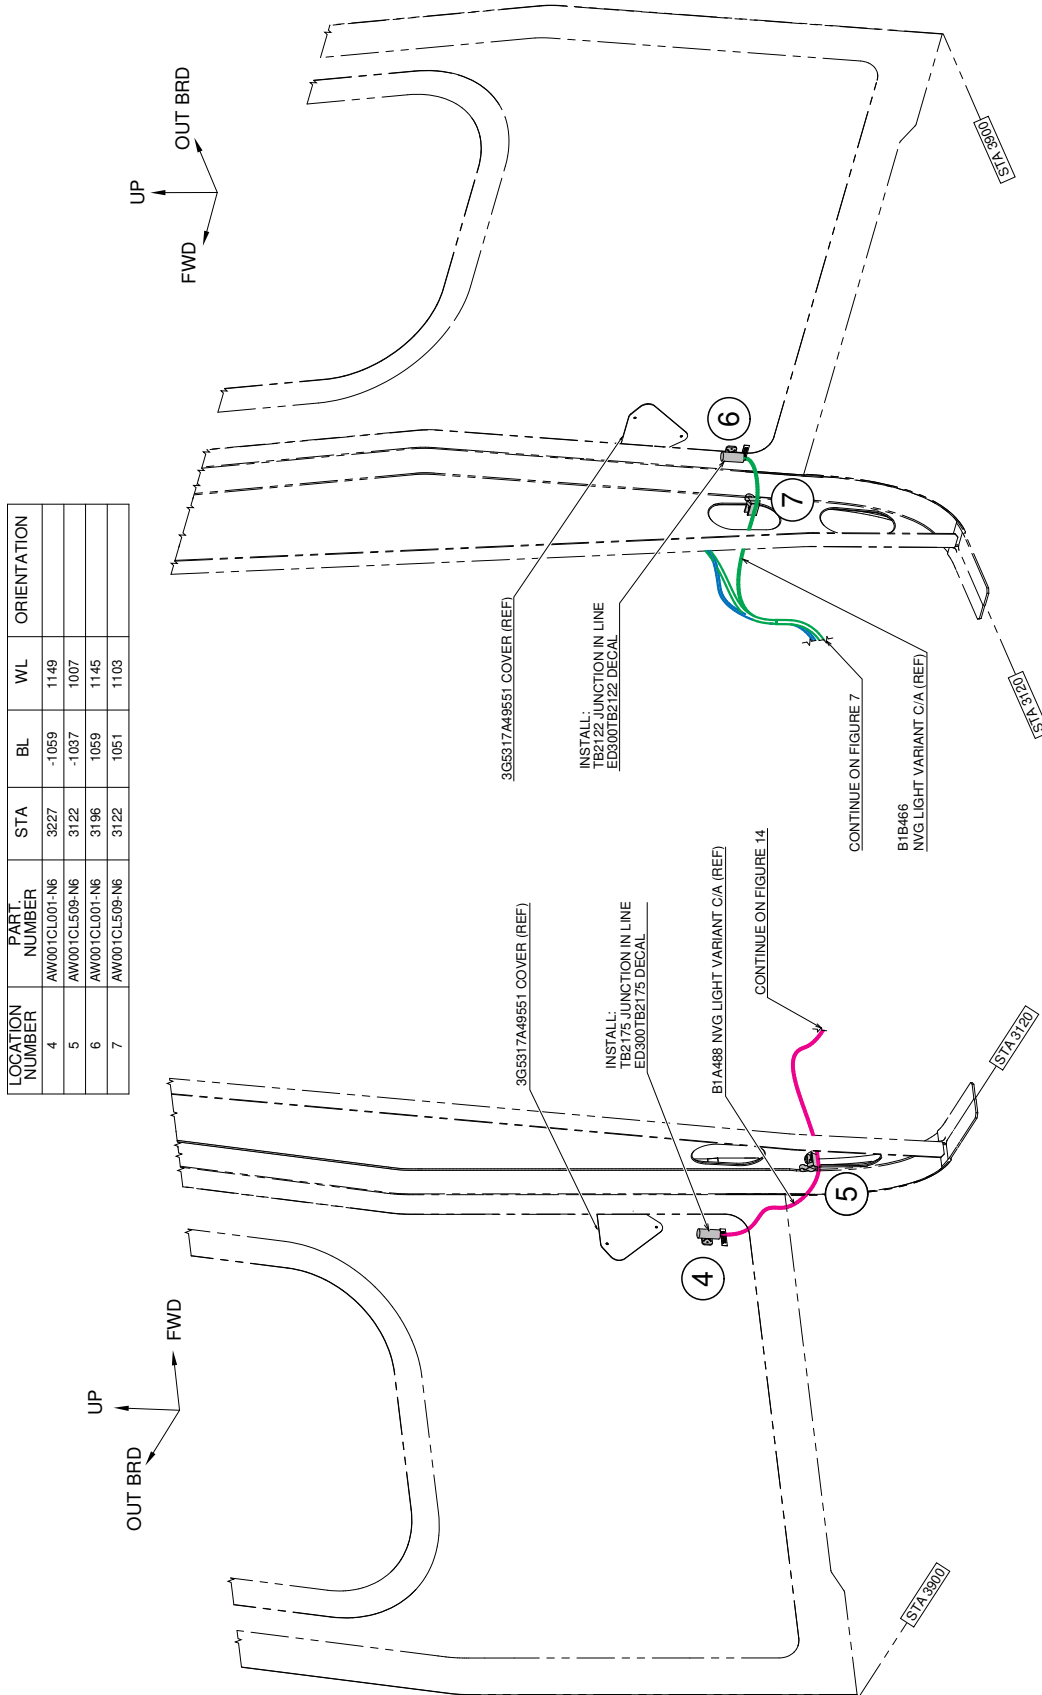 LOCATION NUMBER PART. NUMBER STA BL WL ORIENTATION
4 AW001CL001-N6 3227 -1059 1149
5 AW001CL509-N6 3122 -1037 1007
6 AW001CL001-N6 3196 1059 1145
7 AW001CL509-N6 3122 1051 1103
UP
OUT BRD
FWD
3G5317A49551 COVER (REF)
INSTALL:
TB2175 JUNCTION IN LINE
ED300TB2175 DECAL
B1A488 NVG LIGHT VARIANT C/A (REF)
CONTINUE ON FIGURE 14
4
5
STA 3900
STA 3120
UP
FWD
OUT BRD
3G5317A49551 COVER (REF)
INSTALL:
TB2122 JUNCTION IN LINE
ED300TB2122 DECAL
6
7
CONTINUE ON FIGURE 7
B1B466
NVG LIGHT VARIANT C/A (REF)
STA 3120
STA 3900